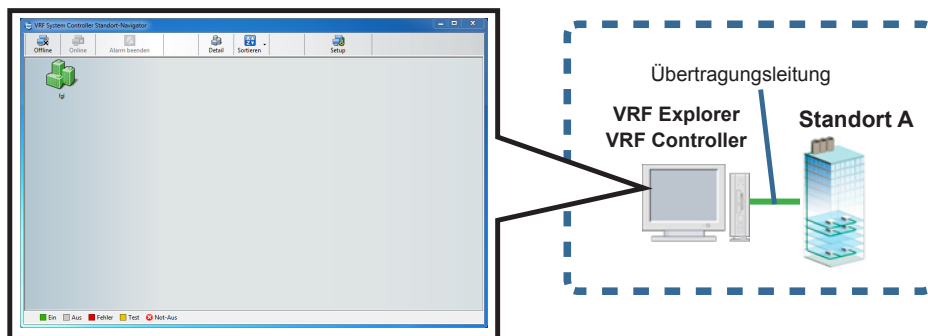 VRF System Controller Standort-Navigator
Offline Online Alarm beenden Detail Sortieren Setup
fgl
Ein Aus Fehler Test Not-Aus
Übertragungsleitung
VRF Explorer
VRF Controller
Standort A